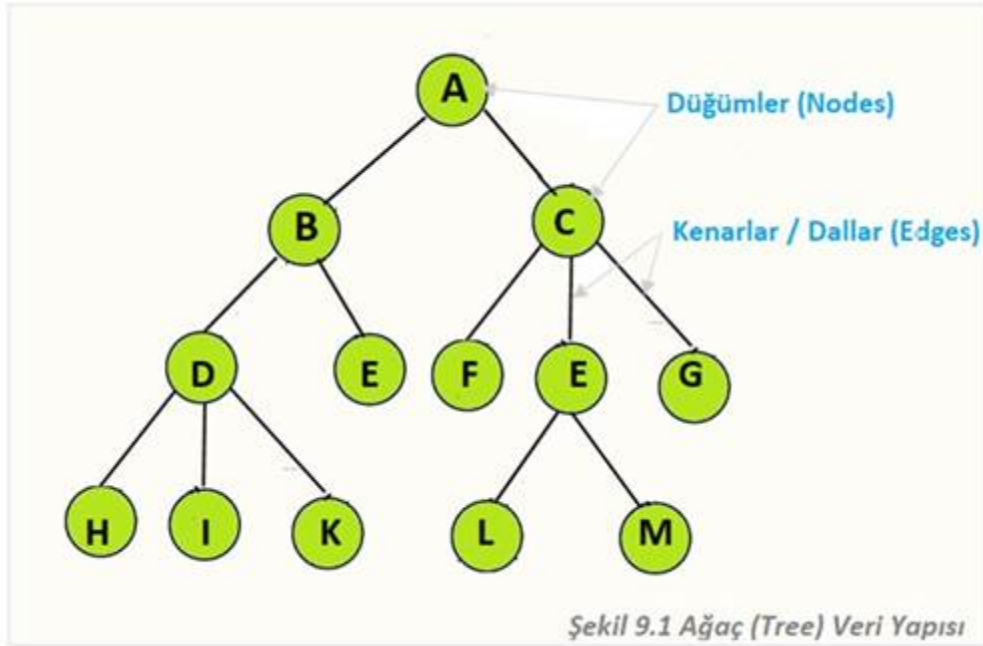 A
Düğümler (Nodes)
B
C
Kenarlar / Dallar (Edges)
D
E
F
E
G
H
I
K
L
M
Şekil 9.1 Ağaç (Tree) Veri Yapısı